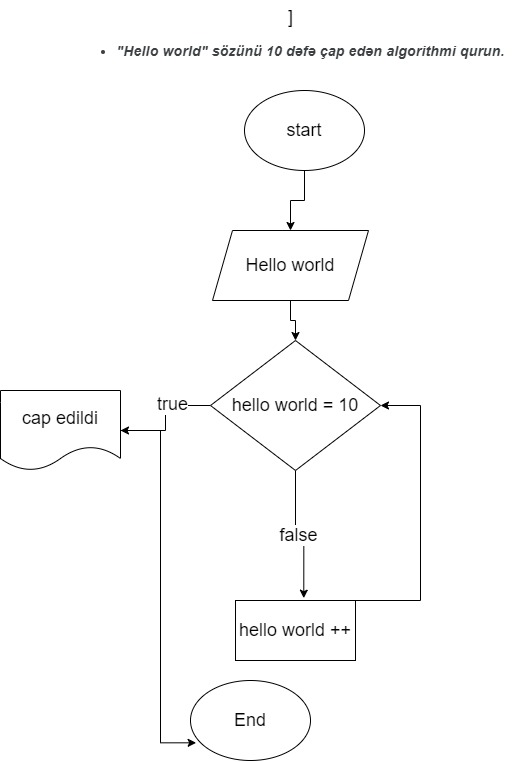 ]
"Hello world" sözünü 10 dəfə çap edən algorithmi qurun.
start
Hello world
true
hello world = 10
cap edildi
false
hello world ++
End